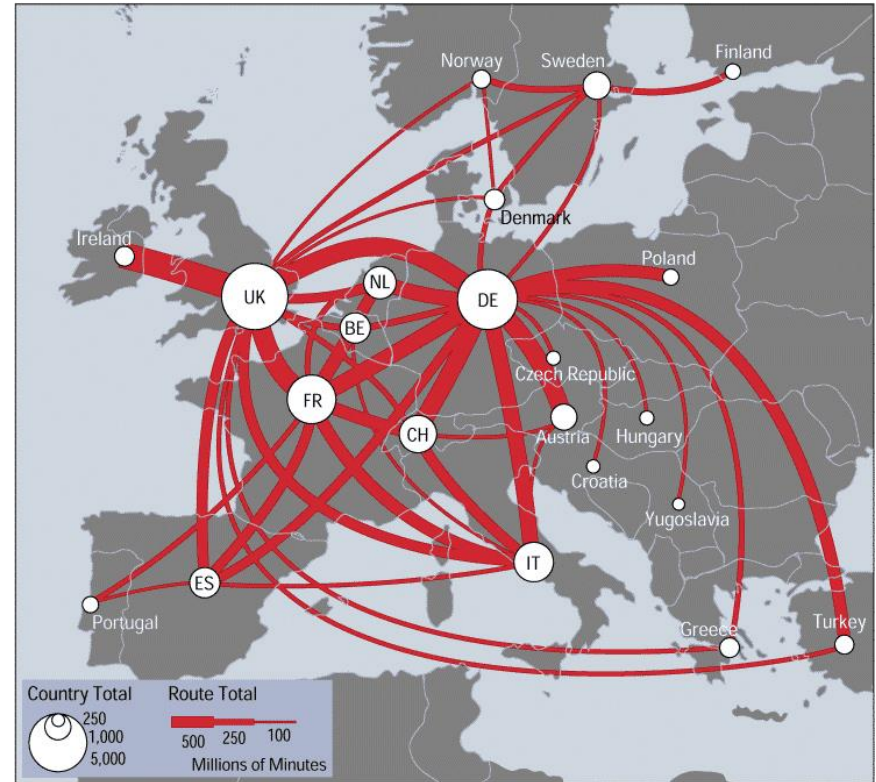 Norway
Sweden
Finland
Denmark
Ireland
Poland
UK
NL
DE
BE
Czech Republic
FR
CH
Austria
Hungary
Croatia
Yugoslavia
IT
ES
Portugal
Greece
Turkey
Country Total
Route Total
250
1,000
5,000
500 250 100
Millions of Minutes